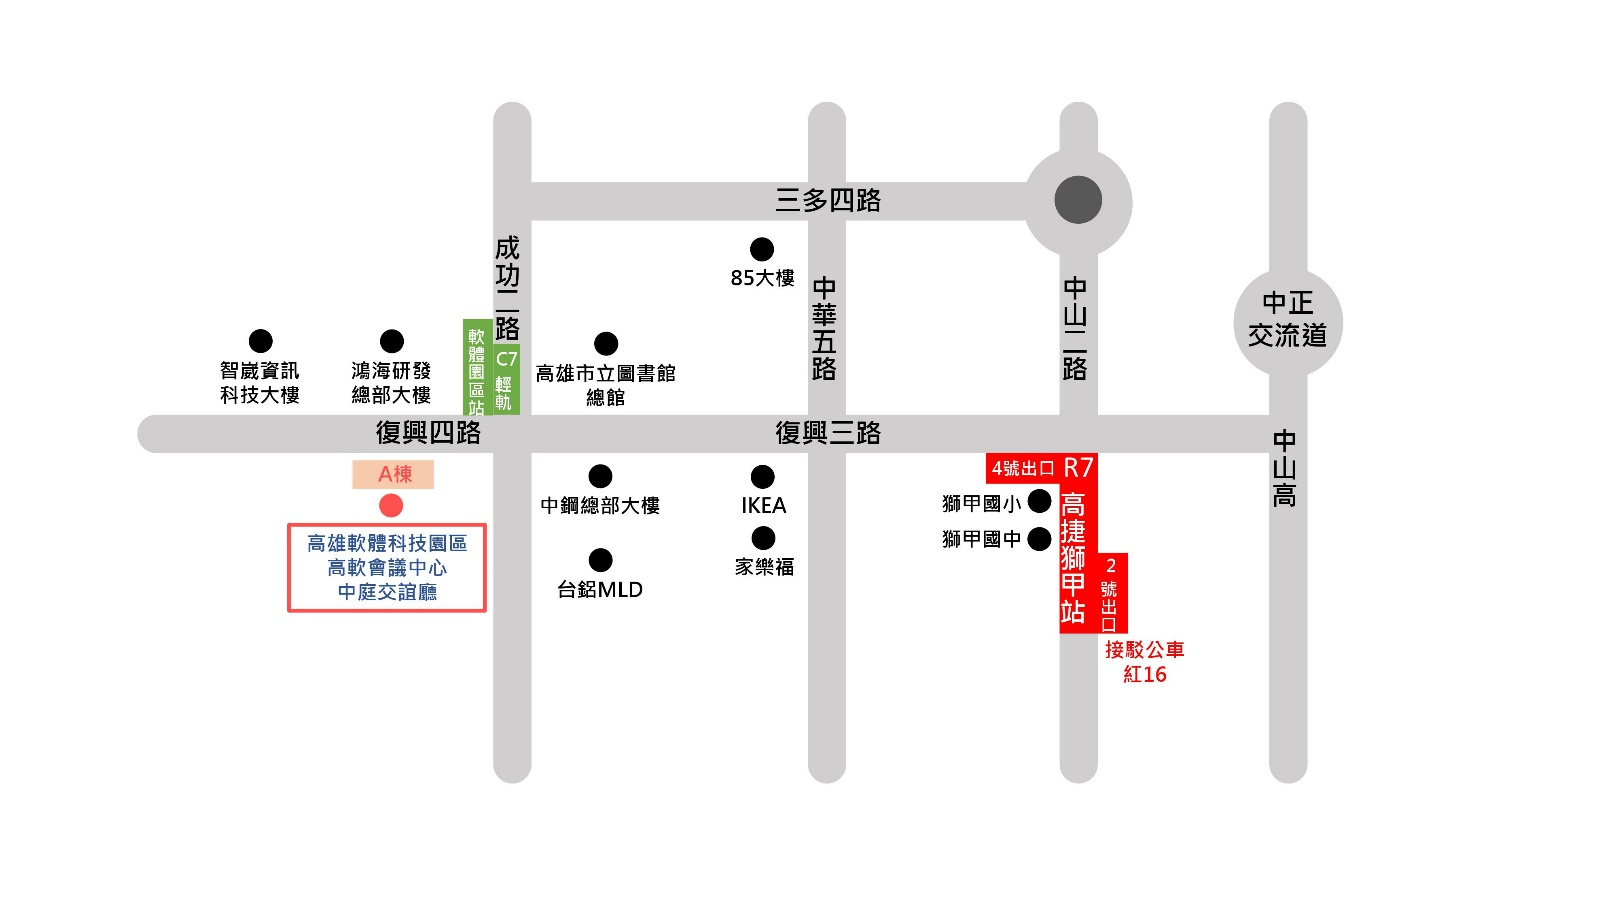 三多四路
成功二路
85大樓
中華五路
中山二路
中正
交流道
智崴資訊
科技大樓
鴻海研發
總部大樓
軟體園區站
C7
輕軌
高雄市立圖書館
總館
復興四路
復興三路
中山高
A棟
高雄軟體科技園區
高軟會議中心
中庭交誼廳
中鋼總部大樓
IKEA
台鋁MLD
家樂福
4號出口
R7
高捷獅甲站
獅甲國小
獅甲國中
2號出口
接駁公車
紅16